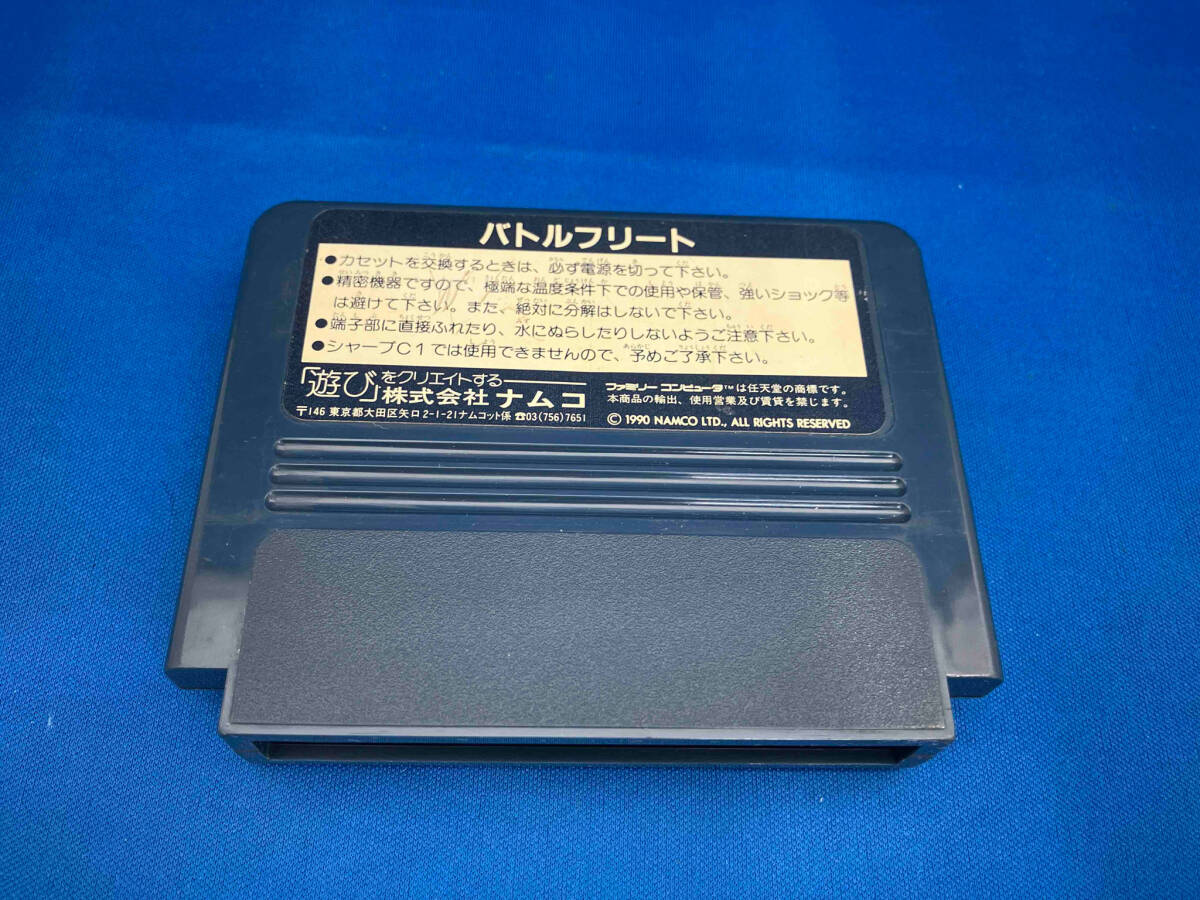 バトルフリート
●カセットを交換するときは、必ず電源を切って下さい。
●精密機器ですので、極端な温度条件下での使用や保管、強いショック等
は避けて下さい。また、絶対に分解はしないで下さい。
●端子部に直接ふれたり、水にぬらしたりしないようご注意下さい。
●シャープC1では使用できませんので、予めご了承下さい。
「遊び」をクリエイトする
株式会社ナムコ
〒146 東京都大田区矢口2-1-21ナムコット係 ☎03(756)7651
ファミリーコンピュータ™は任天堂の商標です。
本商品の輸出、使用営業及び賃貸を禁じます。
© 1990 NAMCO LTD., ALL RIGHTS RESERVED